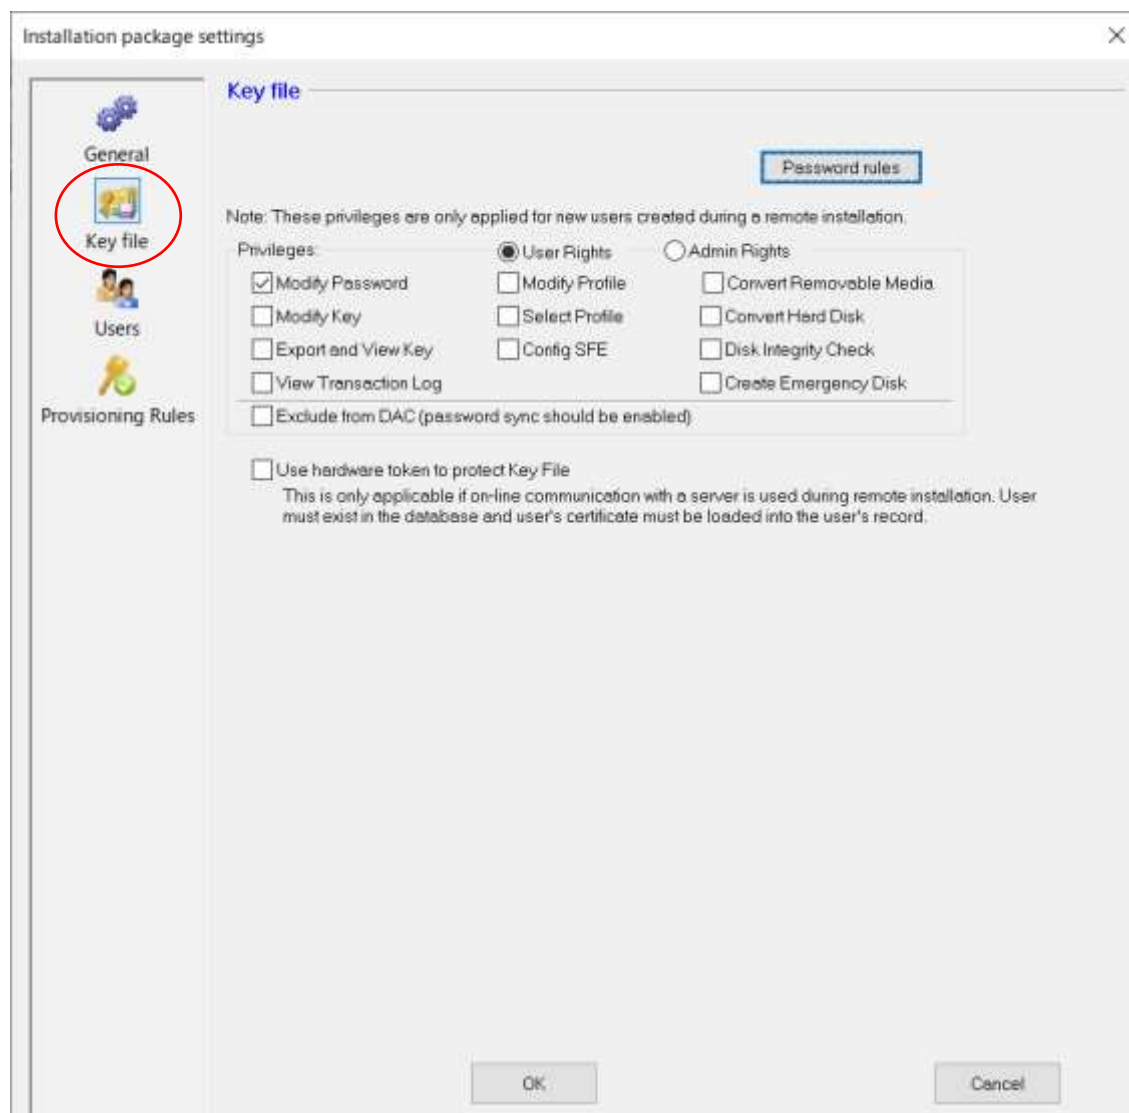 Installation package settings
General
Key file
Users
Provisioning Rules
Key file
Password rules
Note: These privileges are only applied for new users created during a remote installation.
Privileges: User Rights Admin Rights
Modify Password Modify Profile Convert Removable Media
Modify Key Select Profile Convert Hard Disk
Export and View Key Config SFE Disk Integrity Check
View Transaction Log Create Emergency Disk
Exclude from DAC (password sync should be enabled)
Use hardware token to protect Key File
This is only applicable if on-line communication with a server is used during remote installation. User
must exist in the database and user's certificate must be loaded into the user's record.
OK Cancel